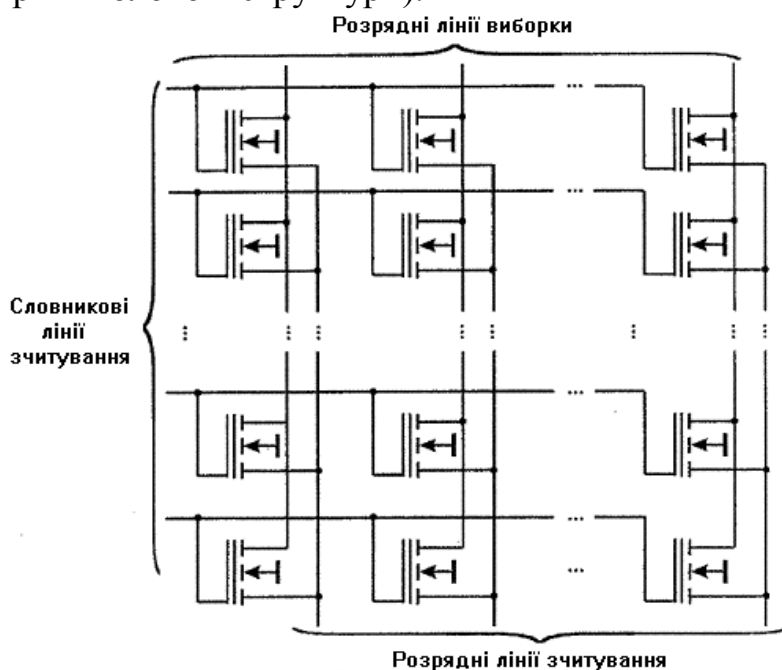 Розрядні лінії виборки
Словникові
лінії
зчитування
Розрядні лінії зчитування